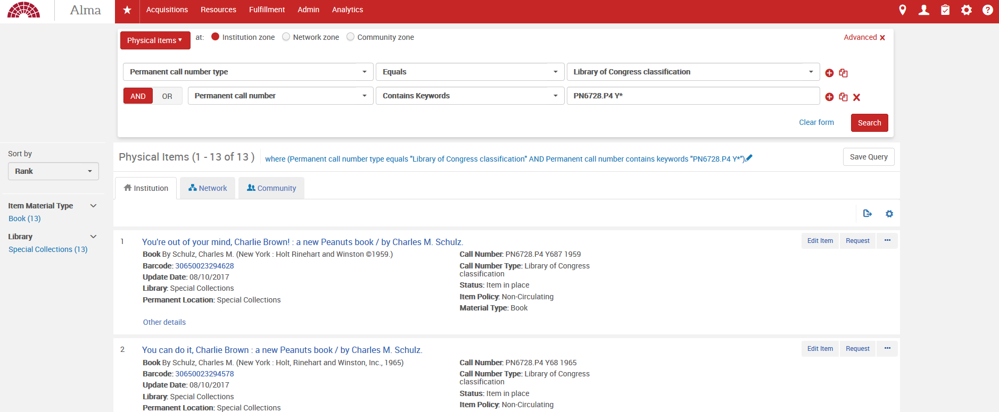 Alma
Acquisitions Resources Fulfillment Admin Analytics
Physical items at: Institution zone Network zone Community zone Advanced
Permanent call number type Equals Library of Congress classification
AND OR Permanent call number Contains Keywords PN6728.P4 Y*
Clear form Search
Sort by
Rank
Item Material Type
Book (13)
Library
Special Collections (13)
Physical Items (1 - 13 of 13 ) where (Permanent call number type equals "Library of Congress classification" AND Permanent call number contains keywords "PN6728.P4 Y*") Save Query
Institution Network Community
1 You're out of your mind, Charlie Brown! : a new Peanuts book / by Charles M. Schulz. Edit Item Request ...
Book By Schulz, Charles M. (New York : Holt Rinehart and Winston ©1959.)
Barcode: 30650023294628
Update Date: 08/10/2017
Library: Special Collections
Permanent Location: Special Collections
Call Number: PN6728.P4 Y687 1959
Call Number Type: Library of Congress
classification
Status: Item in place
Item Policy: Non-Circulating
Material Type: Book
Other details
2 You can do it, Charlie Brown : a new Peanuts book / by Charles M. Schulz. Edit Item Request ...
Book By Schulz, Charles M. (New York : Holt, Rinehart and Winston, Inc., 1965)
Barcode: 30650023294578
Update Date: 08/10/2017
Library: Special Collections
Permanent Location: Special Collections
Call Number: PN6728.P4 Y68 1965
Call Number Type: Library of Congress
classification
Status: Item in place
Item Policy: Non-Circulating